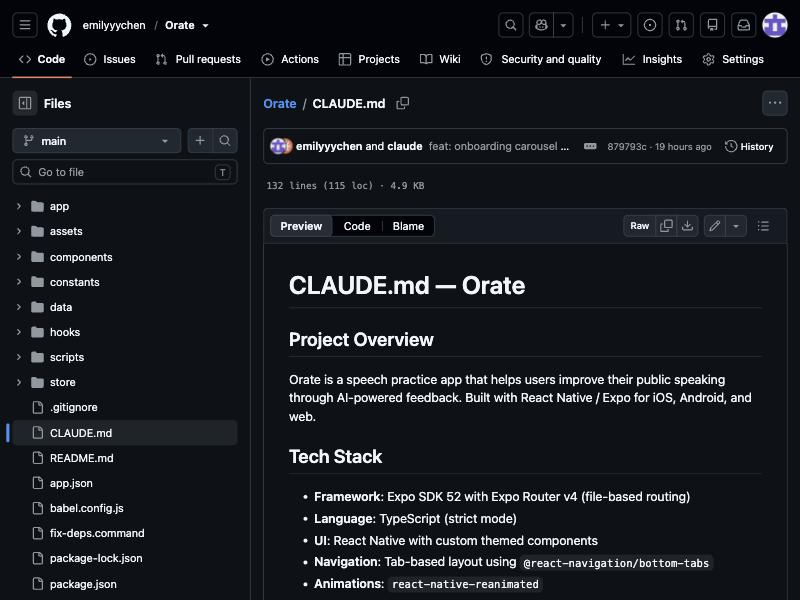 emilyyychen / Orate
Code Issues Pull requests Actions Projects Wiki Security and quality Insights Settings
Files
main
Go to file T
app
assets
components
constants
data
hooks
scripts
store
.gitignore
CLAUDE.md
README.md
app.json
babel.config.js
fix-deps.command
package-lock.json
package.json
Orate / CLAUDE.md
emilyyychen and claude feat: onboarding carousel ... 879793c · 19 hours ago History
132 lines (115 loc) · 4.9 KB
Preview Code Blame Raw
CLAUDE.md — Orate
Project Overview
Orate is a speech practice app that helps users improve their public speaking
through AI-powered feedback. Built with React Native / Expo for iOS, Android, and
web.
Tech Stack
• Framework: Expo SDK 52 with Expo Router v4 (file-based routing)
• Language: TypeScript (strict mode)
• UI: React Native with custom themed components
• Navigation: Tab-based layout using @react-navigation/bottom-tabs
• Animations: react-native-reanimated